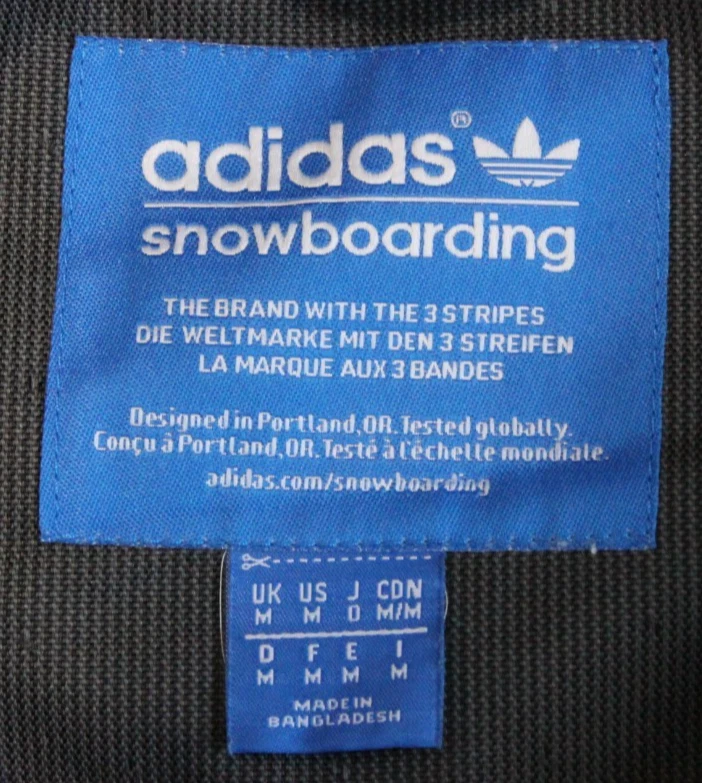 adidas®
snowboarding
THE BRAND WITH THE 3 STRIPES
DIE WELTMARKE MIT DEN 3 STREIFEN
LA MARQUE AUX 3 BANDES
Designed in Portland, OR. Tested globally.
Conçu à Portland, OR. Testé à l'échelle mondiale.
adidas.com/snowboarding
UK US J CDN
M M O M/M
D F E I
M M M M
MADE IN
BANGLADESH